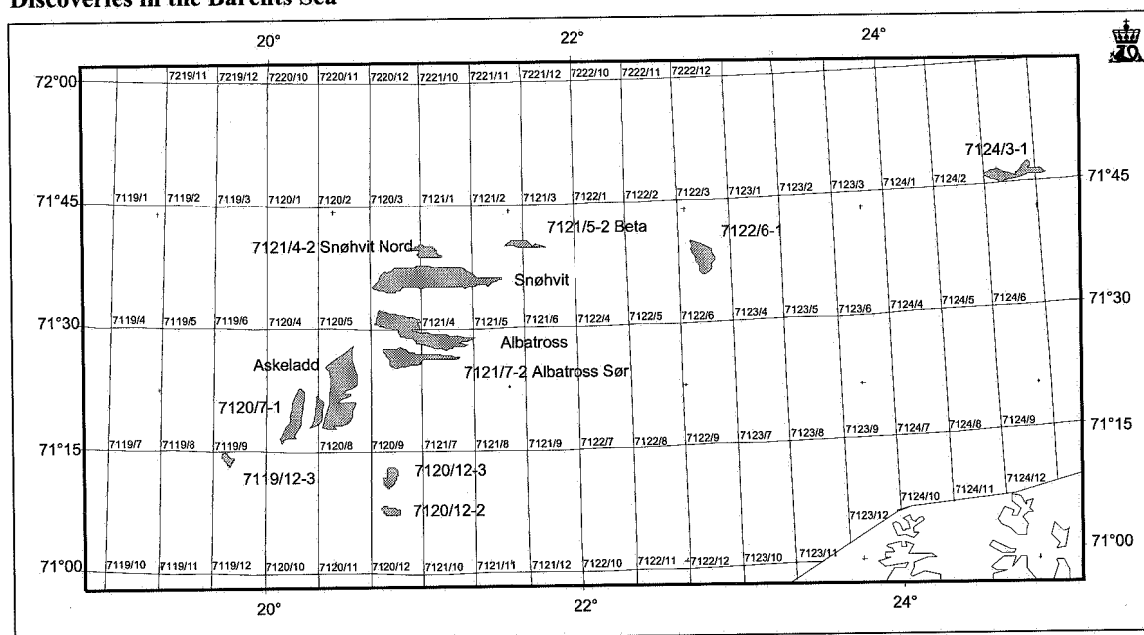 Discoveries in the Barents Sea
20° 22° 24°
72°00 7219/11 7219/12 7220/10 7220/11 7220/12 7221/10 7221/11 7221/12 7222/10 7222/11 7222/12
7124/3-1
71°45 7119/1 7119/2 7119/3 7120/1 7120/2 7120/3 7121/1 7121/2 7121/3 7122/1 7122/2 7122/3 7123/1 7123/2 7123/3 7124/1 7124/2 71°45
7121/5-2 Beta 7122/6-1
7121/4-2 Snøhvit Nord
Snøhvit
71°30 7119/4 7119/5 7119/6 7120/4 7120/5 7121/4 7121/5 7121/6 7122/4 7122/5 7122/6 7123/4 7123/5 7123/6 7124/4 7124/5 7124/6 71°30
Albatross
Askeladd 7121/7-2 Albatross Sør
7120/7-1
71°15 7119/7 7119/8 7119/9 7120/8 7120/9 7121/7 7121/8 7121/9 7122/7 7122/8 7122/9 7123/7 7123/8 7123/9 7124/7 7124/8 7124/9 71°15
7119/12-3 7120/12-3
7120/12-2
7123/12 7124/10 7124/11 7124/12
71°00 7119/10 7119/11 7119/12 7120/10 7120/11 7120/12 7121/10 7121/11 7121/12 7122/10 7122/11 7122/12 7123/10 7123/11 71°00
20° 22° 24°